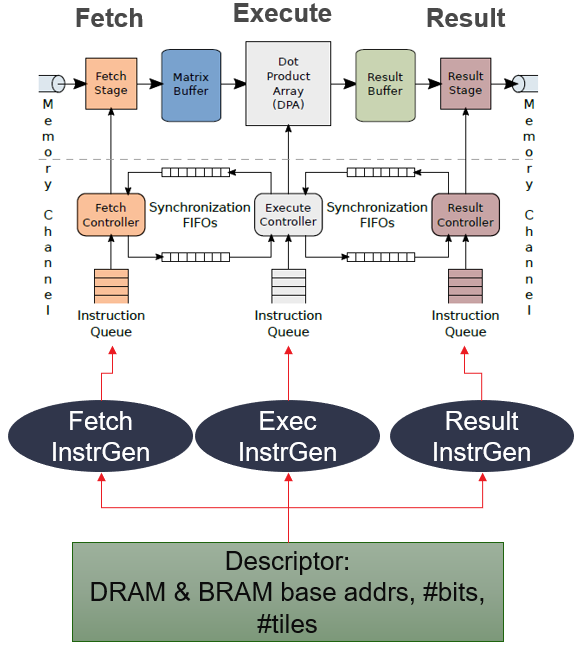 Fetch
Execute
Result
Fetch
Stage
Matrix
Buffer
Dot
Product
Array
(DPA)
Result
Buffer
Result
Stage
Memory Channel
Memory Channel
Fetch
Controller
Synchronization
FIFOs
Execute
Controller
Synchronization
FIFOs
Result
Controller
Instruction
Queue
Instruction
Queue
Instruction
Queue
Fetch
InstrGen
Exec
InstrGen
Result
InstrGen
Descriptor:
DRAM & BRAM base addrs, #bits,
#tiles